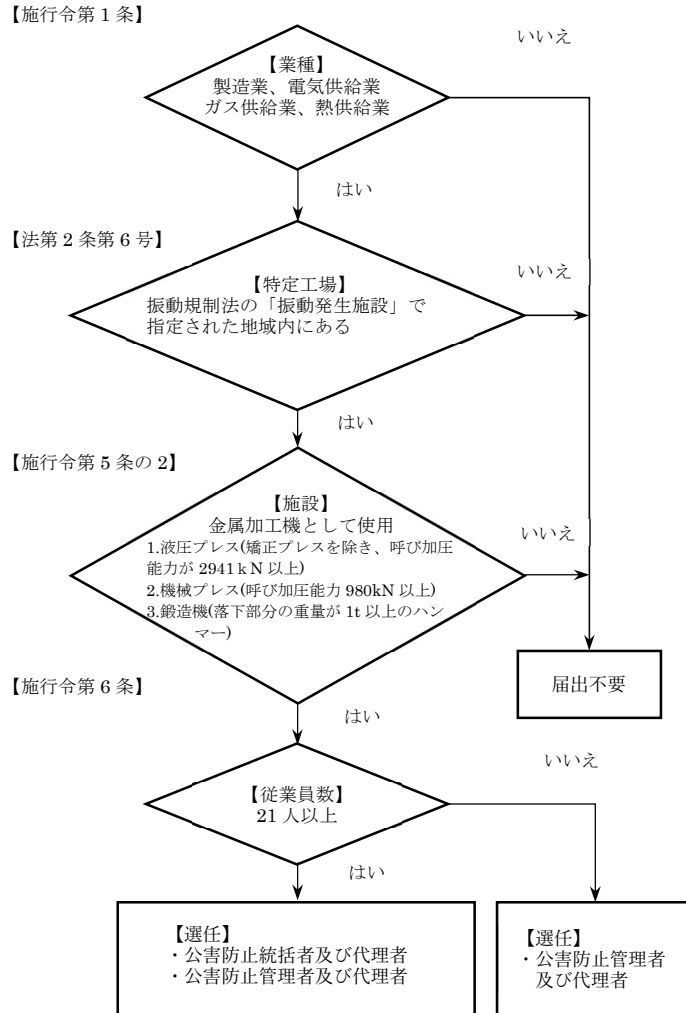 【施行令第1条】
いいえ
【業種】
製造業、電気供給業
ガス供給業、熱供給業
はい
【法第2条第6号】
いいえ
【特定工場】
振動規制法の「振動発生施設」で
指定された地域内にある
はい
【施行令第5条の2】
【施設】
金属加工機として使用
いいえ
1.液圧プレス(矯正プレスを除き、呼び加圧
能力が 2941kN以上)
2.機械プレス(呼び加圧能力 980kN 以上)
3.鍛造機(落下部分の重量が 1t 以上のハン
マー)
届出不要
【施行令第6条】
はい
いいえ
【従業員数】
21人以上
はい
【選任】
・公害防止統括者及び代理者
・公害防止管理者及び代理者
【選任】
・公害防止管理者
及び代理者